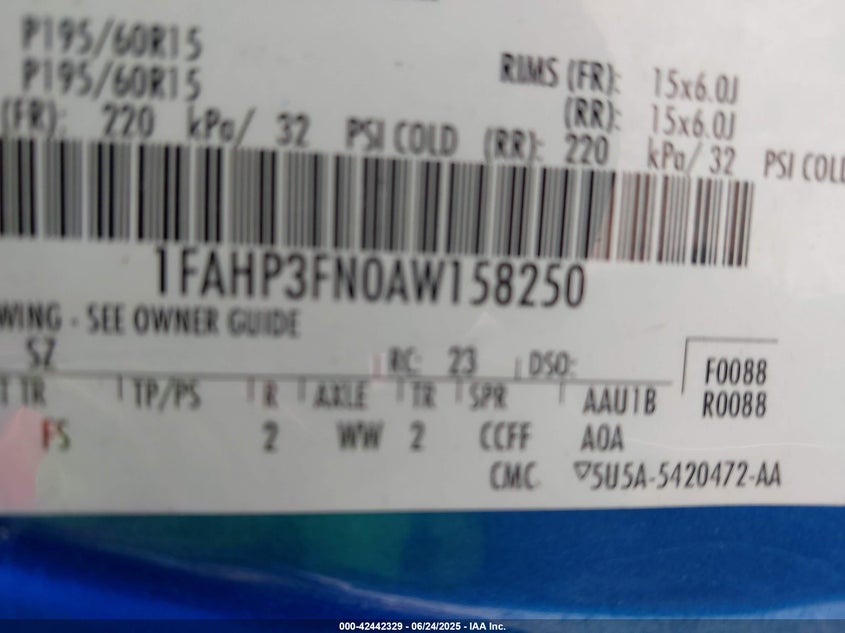 P195/60R15
P195/60R15
RIMS (FR): 15x6.0J
(RR): 15x6.0J
(FR): 220 kPa/ 32 PSI COLD (RR): 220 kPa/ 32 PSI COLD
1FAHP3FN0AW158250
WING - SEE OWNER GUIDE
SZ
RC: 23 DSO:
TR TP/PS R AXLE TR SPR AAU1B
F0088
R0088
FS 2 WW 2 CCFF AOA
CMC ▽5U5A-5420472-AA
000-42442329 - 06/24/2025 - IAA Inc.